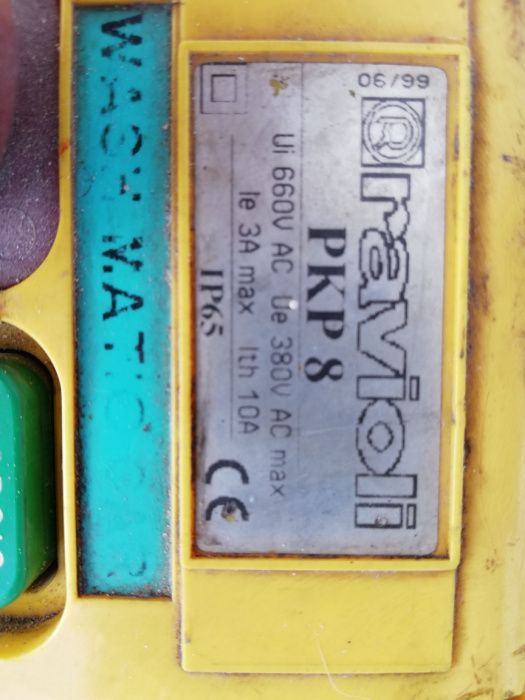 06/99
R ravioli
PKP 8
Ui 660V AC Ue 380V AC max
Ie 3A max Ith 10A
IP65
CE
WASH